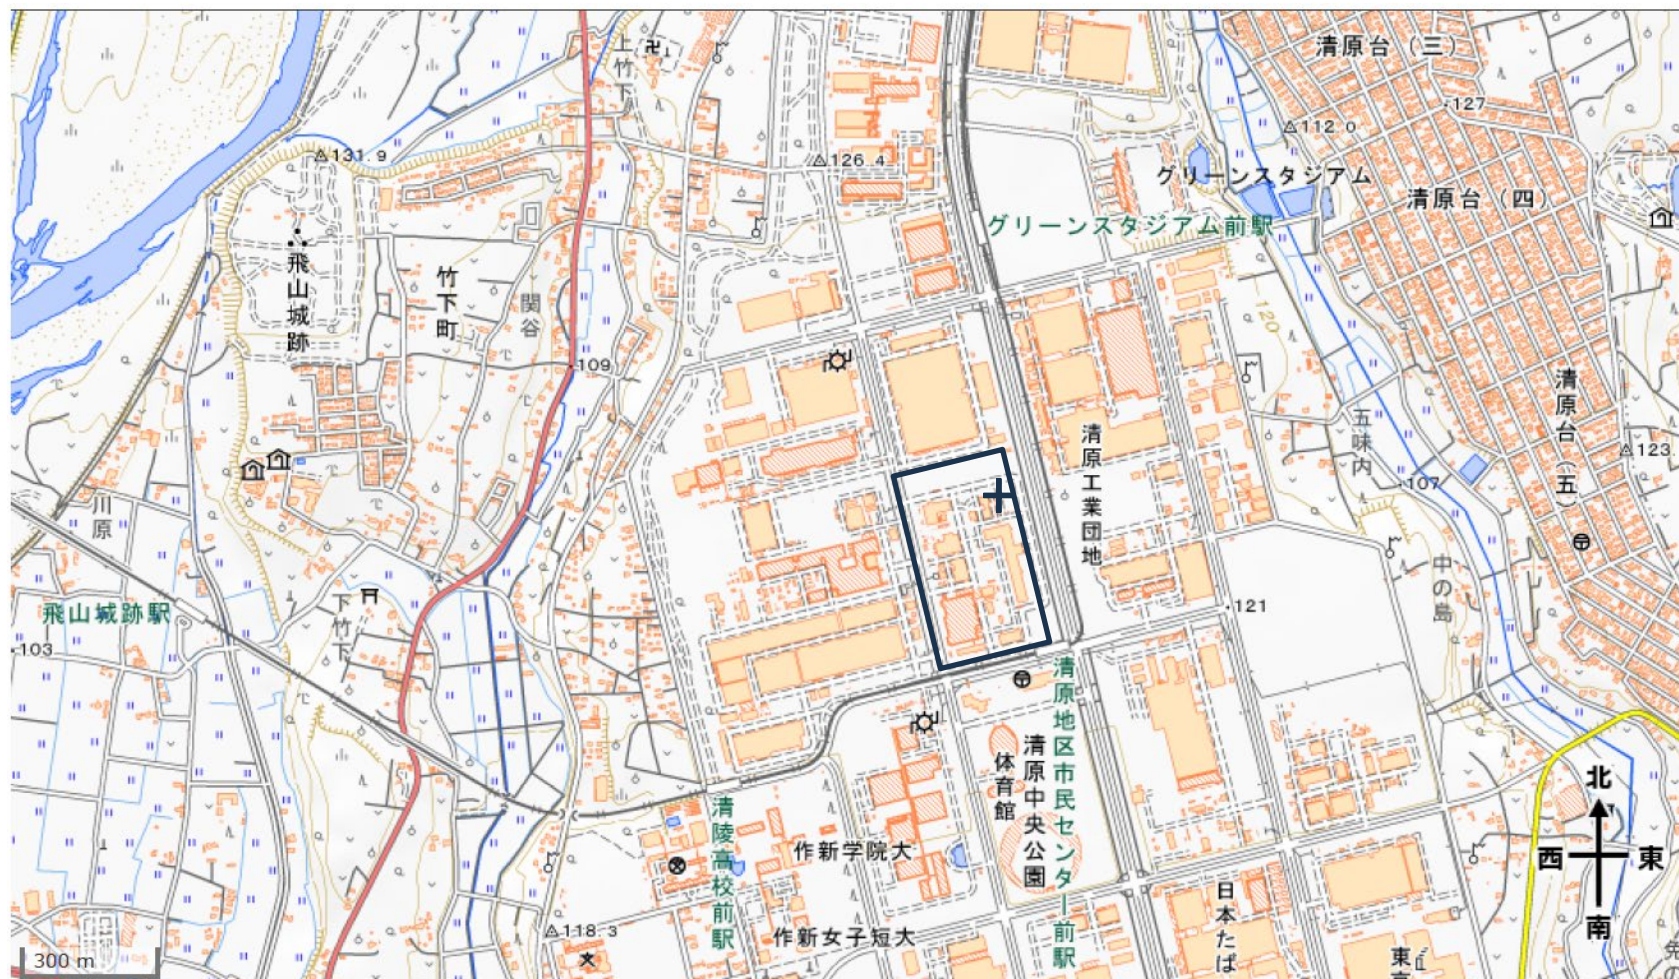 上竹下
清原台(三)
127
112.0
131.9
126.4
グリーンスタジアム
清原台(四)
グリーンスタジアム前駅
飛山城跡
竹下町
関谷
120
109
清原台(五)
五味内
清原工業団地
123.
107
川原
中の島
飛山城跡駅
下竹下
121
103
清原地区市民センター前駅
清原中央公園
体育館
北
西
東
南
清陵高校前駅
作新学院大
日本たば
作新女子短大
118.3
文
東京
300 m